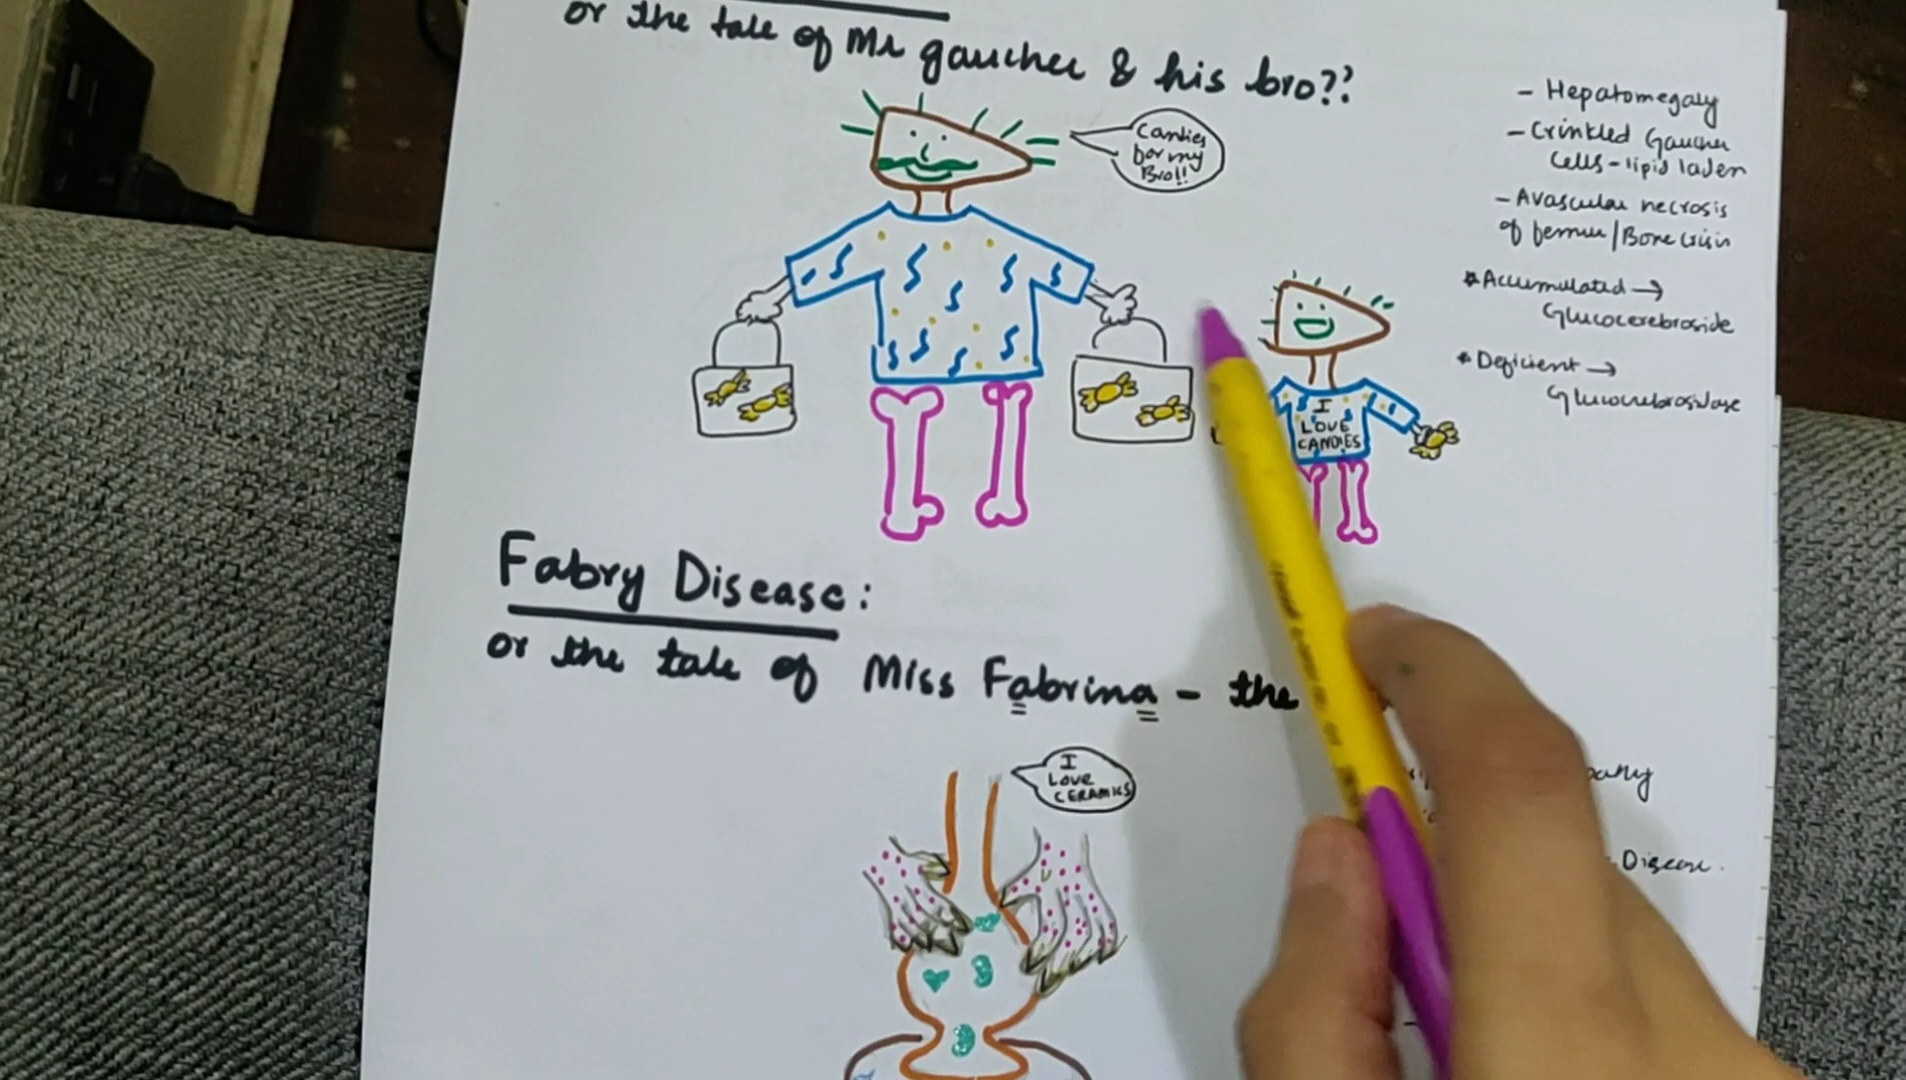 or the tale of Mr gaucher & his bro??
Candies
for my
Bro!!
- Hepatomegaly
- Crinkled Gaucher
cells - lipid laden
- Avascular necrosis
of femur / Bone crisis
* Accumulated →
Glucocerebroside
* Deficient →
Glucocerebrosidase
I
LOVE
CANDIES
Fabry Disease:
or the tale of Miss Fabrina - the
I
Love
CERAMICS
Disease.